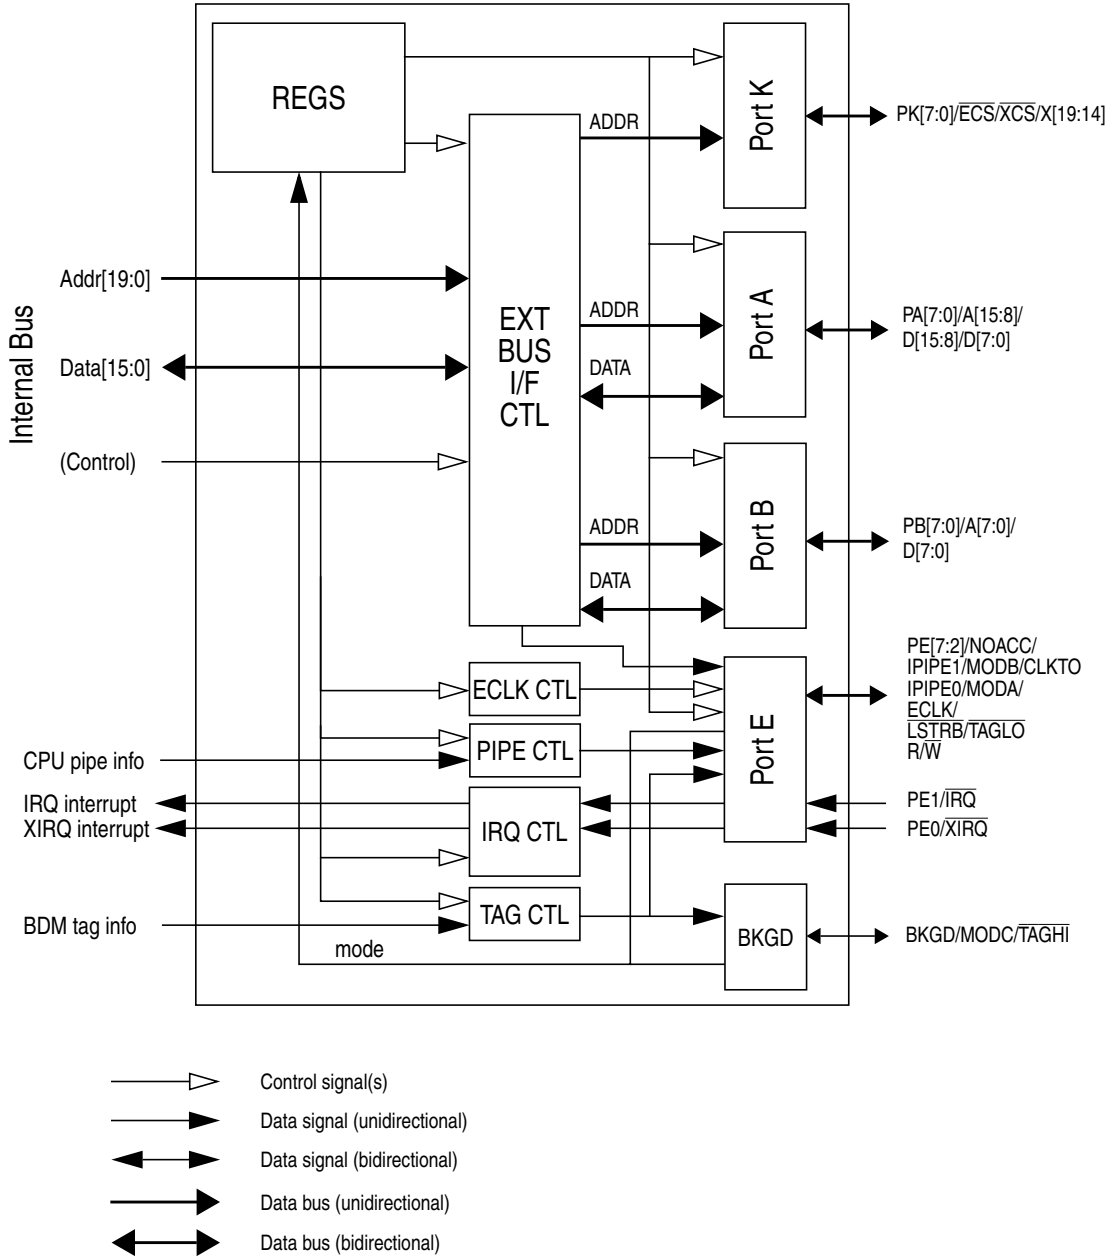 REGS
ADDR
Port K
PK[7:0]/ECS/XCS/X[19:14]
Internal Bus
Addr[19:0]
Data[15:0]
(Control)
EXT
BUS
I/F
CTL
ADDR
DATA
Port A
PA[7:0]/A[15:8]/
D[15:8]/D[7:0]
ADDR
DATA
Port B
PB[7:0]/A[7:0]/
D[7:0]
ECLK CTL
PIPE CTL
IRQ CTL
TAG CTL
Port E
PE[7:2]/NOACC/
IPIPE1/MODB/CLKTO
IPIPE0/MODA/
ECLK/
LSTRB/TAGLO
R/W
CPU pipe info
IRQ interrupt
XIRQ interrupt
PE1/IRQ
PE0/XIRQ
BDM tag info
mode
BKGD
BKGD/MODC/TAGHI
Control signal(s)
Data signal (unidirectional)
Data signal (bidirectional)
Data bus (unidirectional)
Data bus (bidirectional)